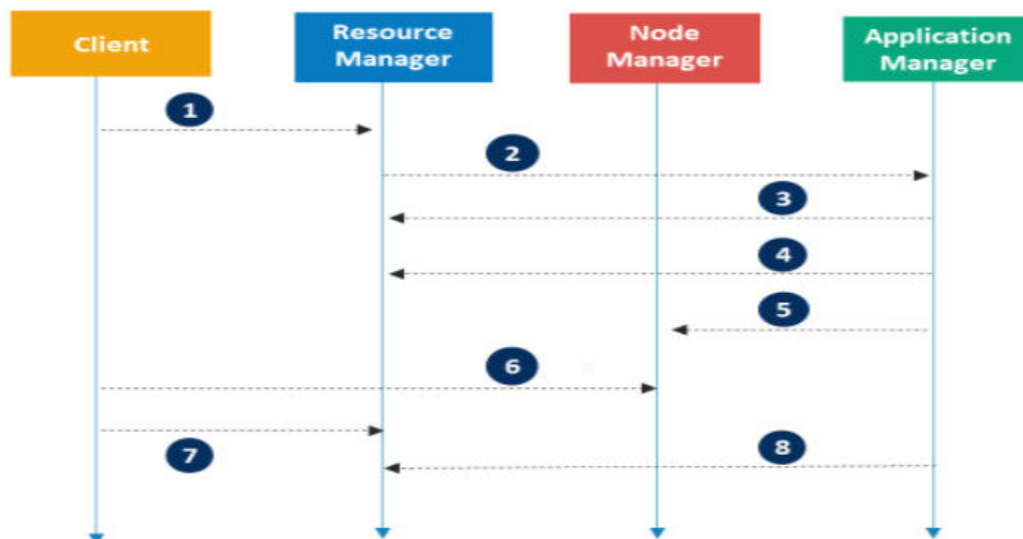 Client
Resource
Manager
Node
Manager
Application
Manager
1
2
3
4
5
6
7
8